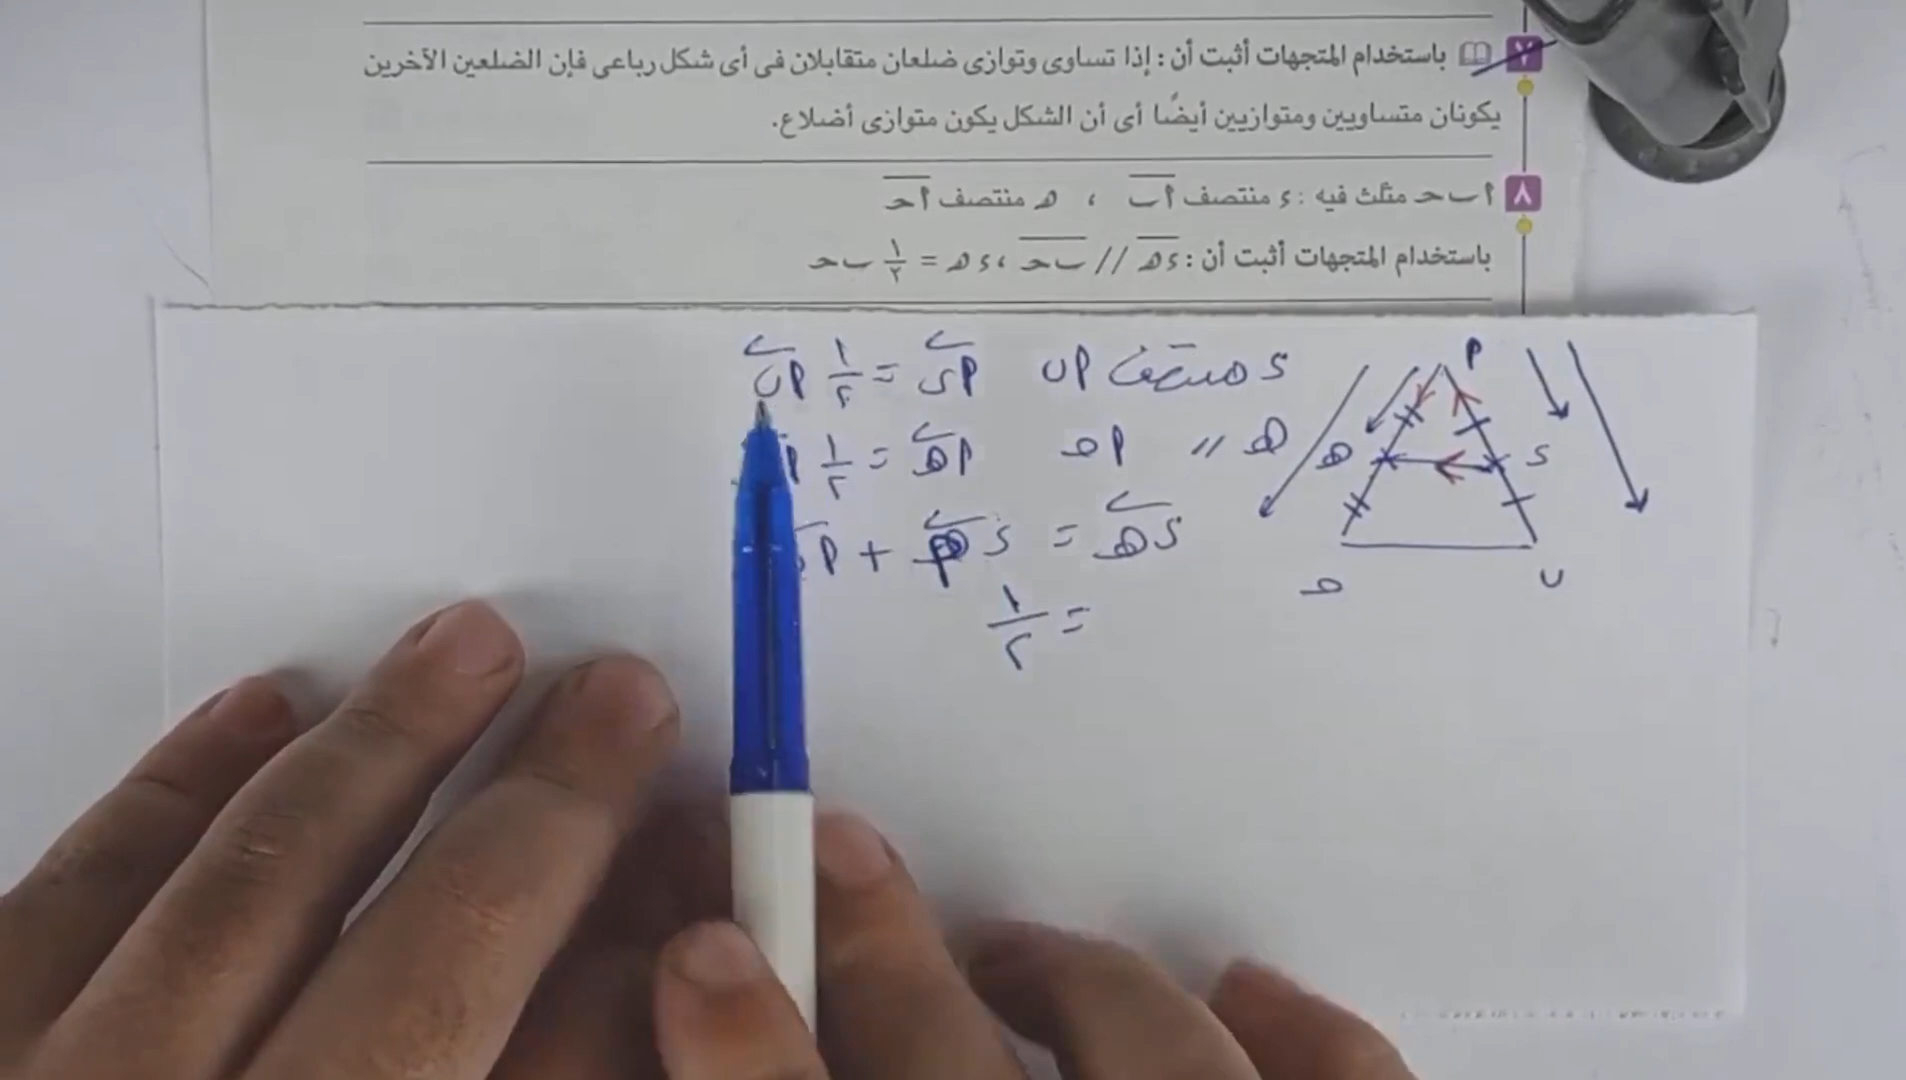 ٧ باستخدام المتجهات أثبت أن : إذا تساوى وتوازى ضلعان متقابلان فى أى شكل رباعى فإن الضلعين الآخرين
يكونان متساويين ومتوازيين أيضًا أى أن الشكل يكون متوازى أضلاع.
٨ ا ب حـ مثلث فيه : ء منتصف ا ب ، هـ منتصف ا حـ
باستخدام المتجهات أثبت أن : ء هـ // ب حـ ، ء هـ = ١/٢ ب حـ
ء منتصف ا ب ا ء = ١/٢ ا ب
هـ // ا حـ ا هـ = ١/٢ ا
ء هـ = ء ا + ا
= ١/٢
ا
هـ ء
حـ ب